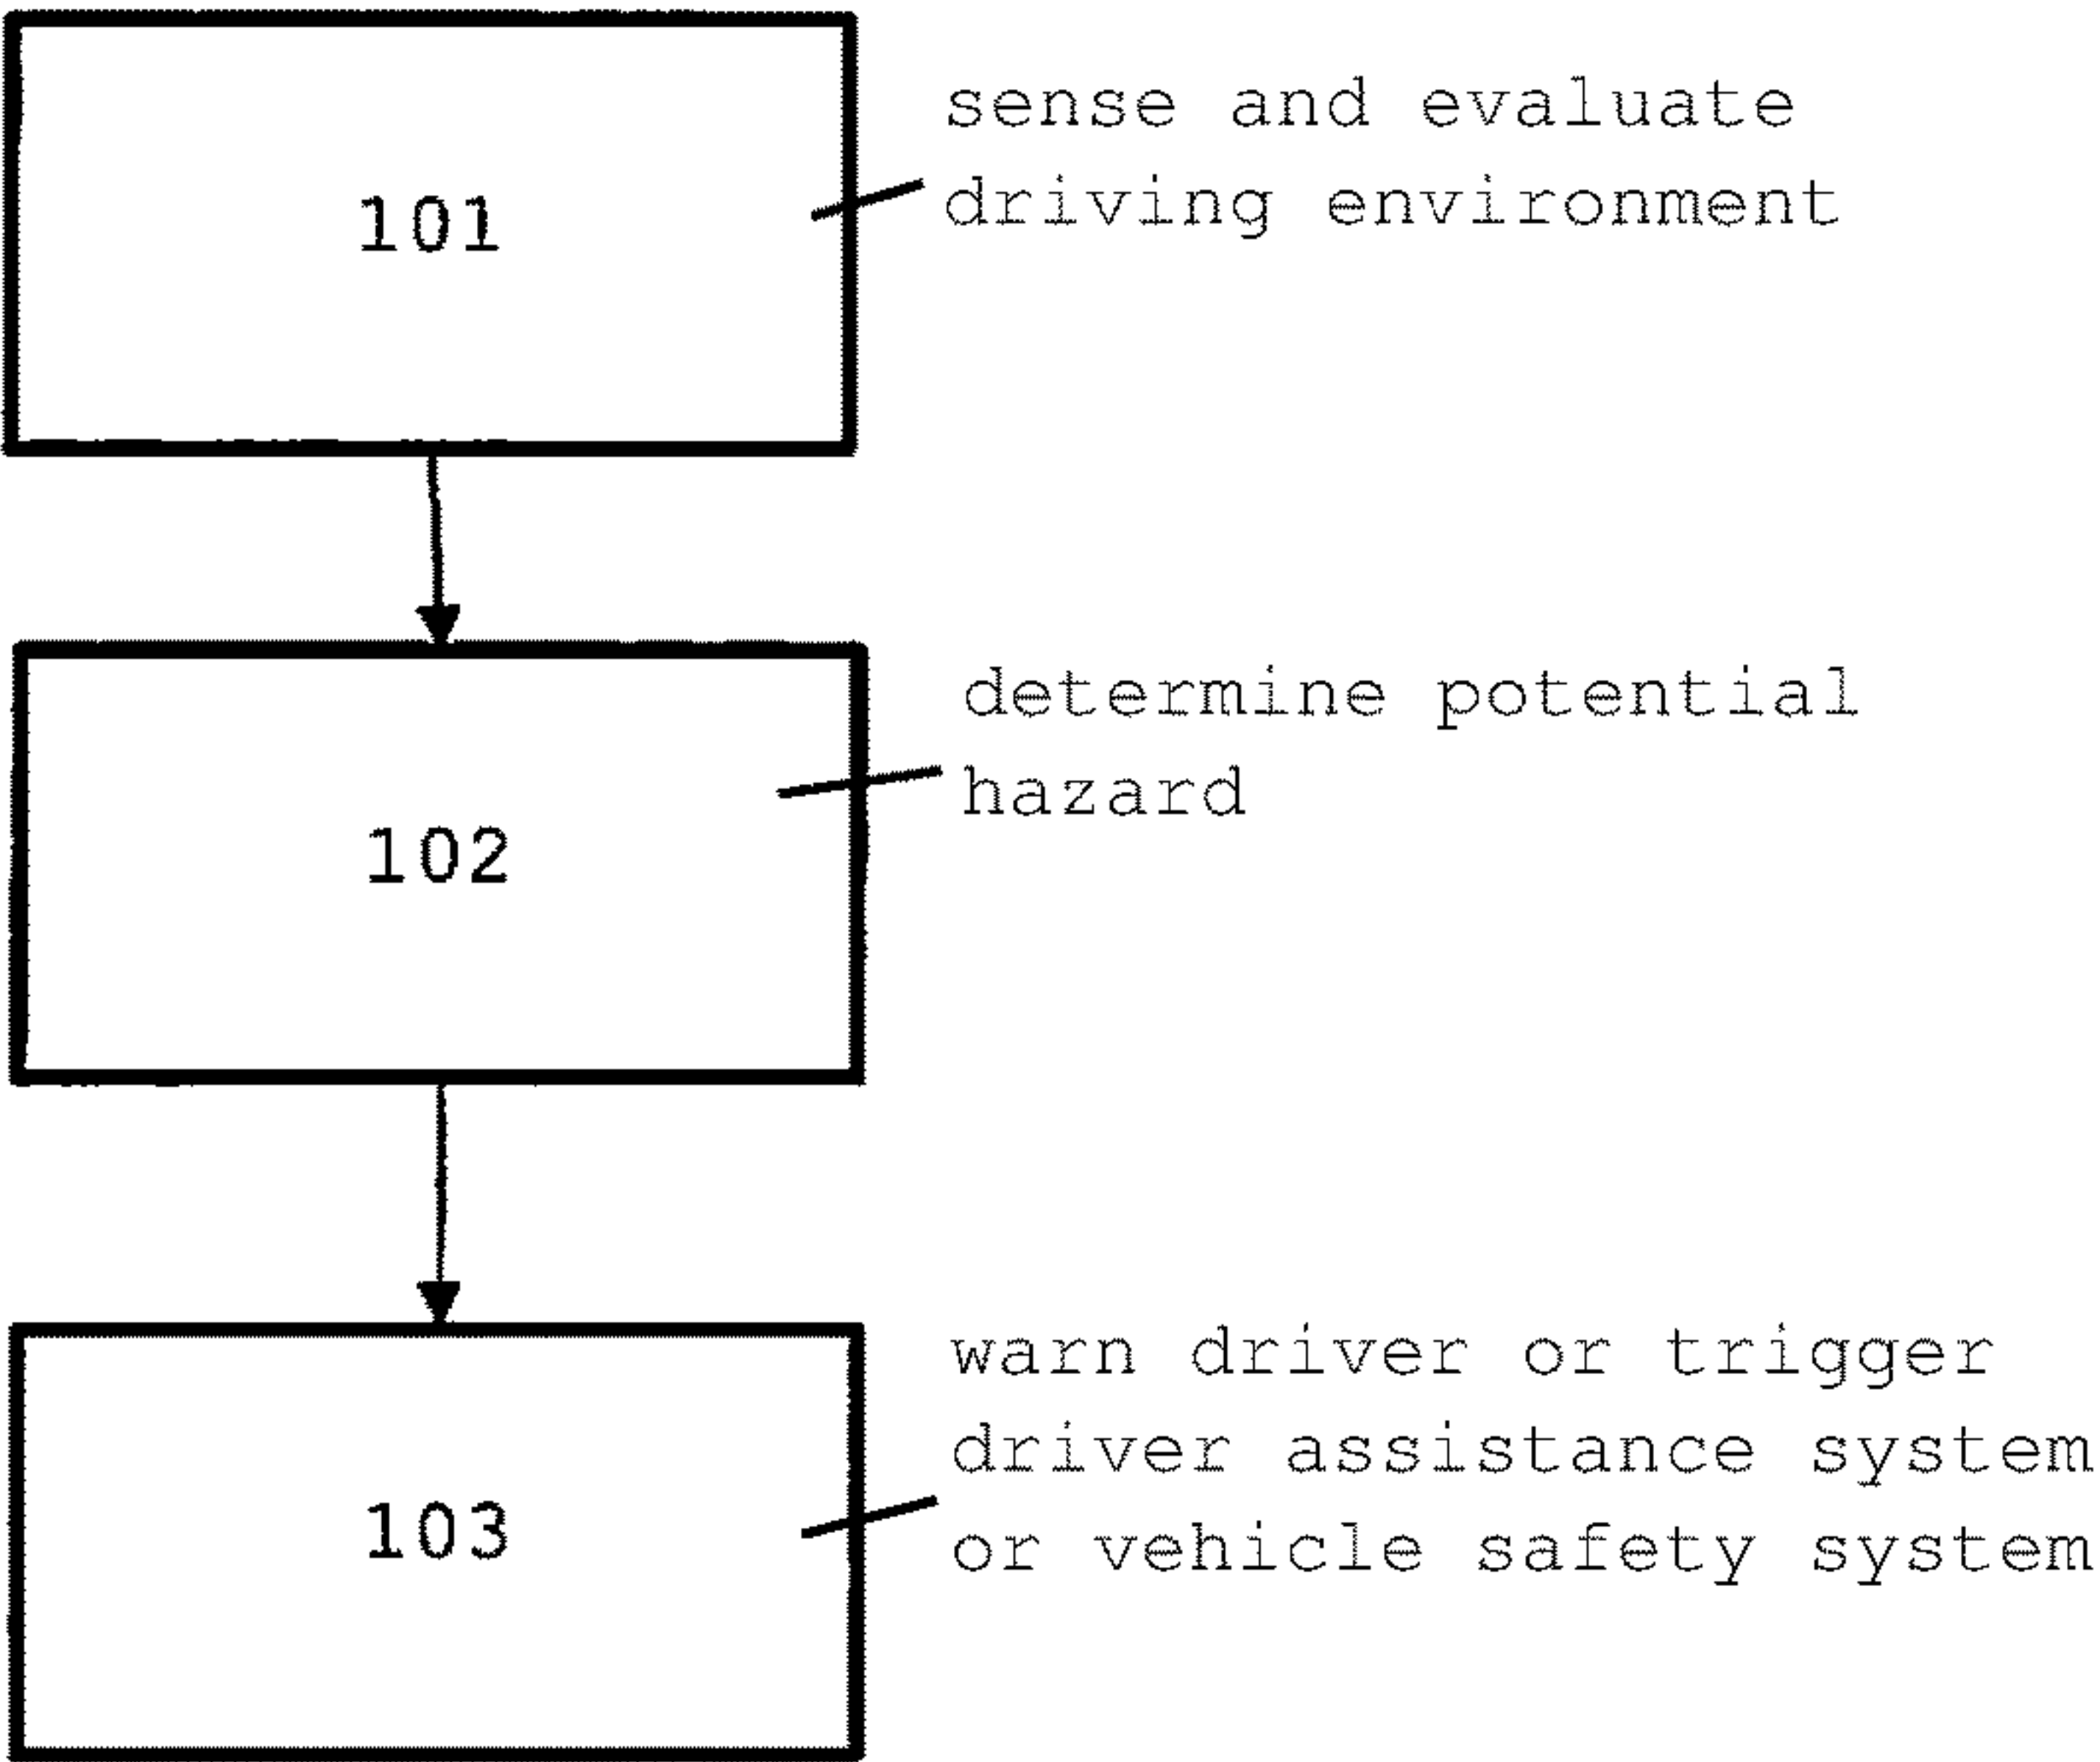 sense and evaluate
driving environment
101
determine potential
hazard
102
warn driver or trigger
driver assistance system
or vehicle safety system
103